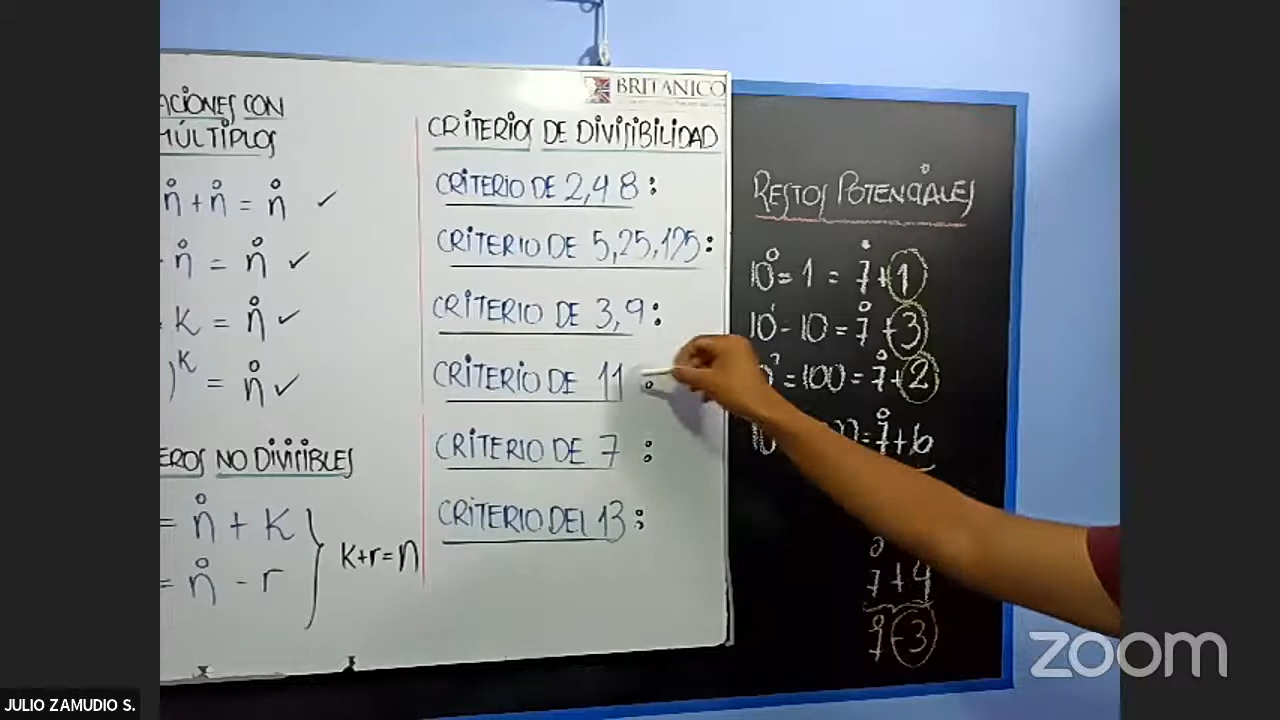 ACIONES CON
MÚLTIPLOS
n̊ + n̊ = n̊ ✓
n̊ = n̊ ✓
K = n̊ ✓
)^K = n̊ ✓
EROS NO DIVISIBLES
= n̊ + K
= n̊ - r
K+r=n
BRITANICO
CRITERIOS DE DIVISIBILIDAD
CRITERIO DE 2,4 8 :
CRITERIO DE 5,25,125 :
CRITERIO DE 3,9 :
CRITERIO DE 11 :
CRITERIO DE 7 :
CRITERIO DEl 13 :
RESTOS POTENCIALES
10⁰ = 1 = 7̊ + 1
10¹ = 10 = 7̊ + 3
= 100 = 7̊ + 2
= 7̊ + 6
7̊ + 4
7̊ - 3
zoom
JULIO ZAMUDIO S.